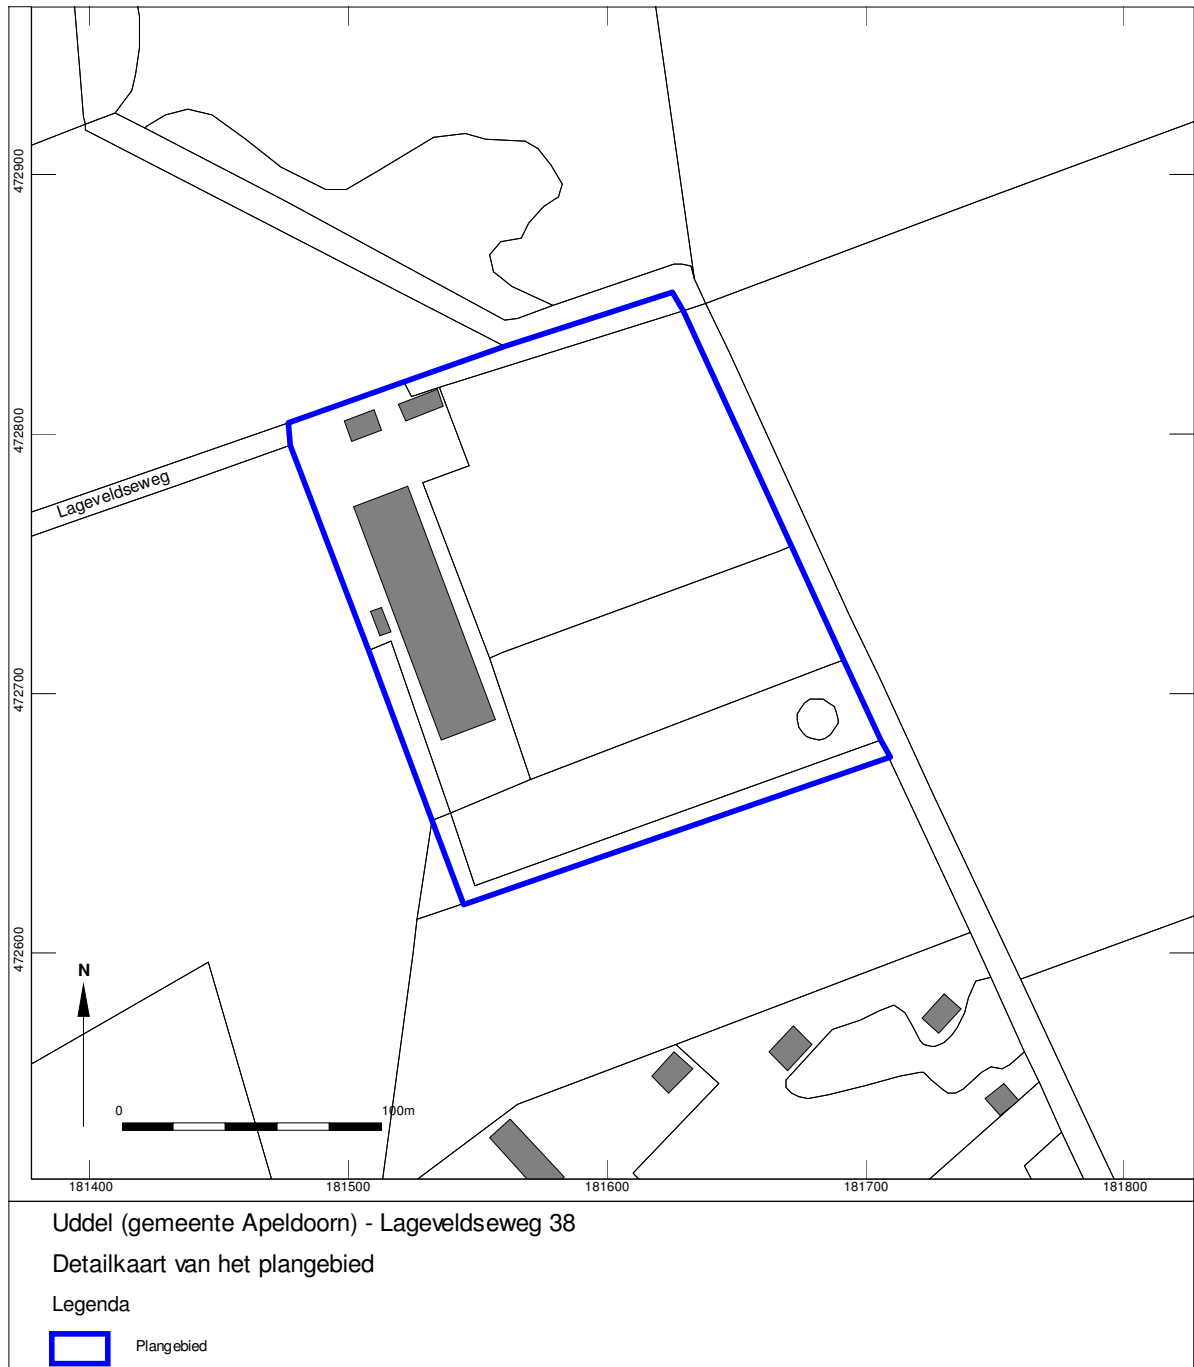 472900
472800
Lageveldseweg
472700
472600
N
0 100m
181400 181500 181600 181700 181800
Uddel (gemeente Apeldoorn) - Lageveldseweg 38
Detailkaart van het plangebied
Legenda
Plangebied